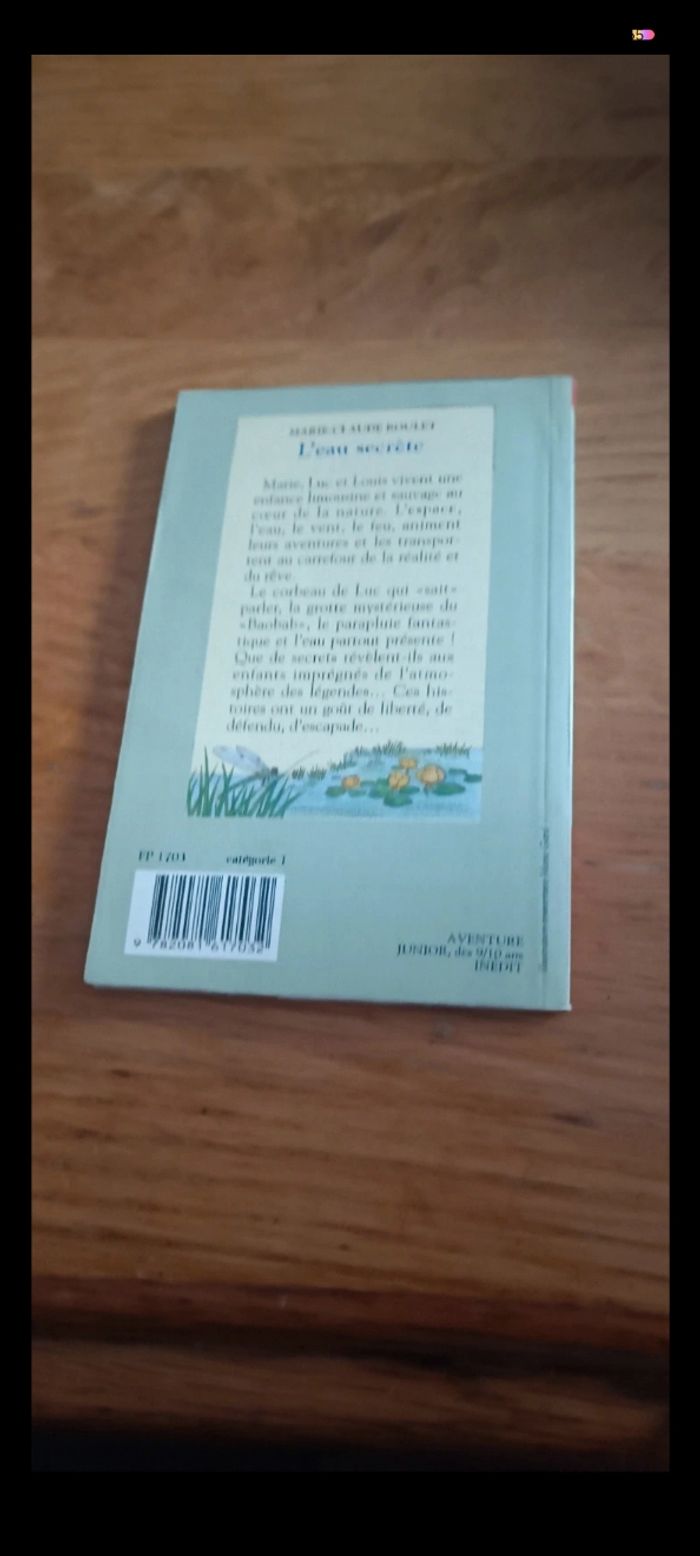 MARIE-CLAUDE ROULET
L'eau secrète
Marie, Luc et Louis vivent une
enfance limousine et sauvage au
cœur de la nature. L'espace,
l'eau, le vent, le feu, animent
leurs aventures et les transpor-
tent au carrefour de la réalité et
du rêve.
Le corbeau de Luc qui «sait»
parler, la grotte mystérieuse du
«Baobab», le parapluie fantas-
tique et l'eau partout présente !
Que de secrets révèlent-ils aux
enfants imprégnés de l'atmo-
sphère des légendes... Ces his-
toires ont un goût de liberté, de
défendu, d'escapade...
FP 1703 catégorie 1
9 782081 617032
AVENTURE
JUNIOR, dès 9/10 ans
INÉDIT